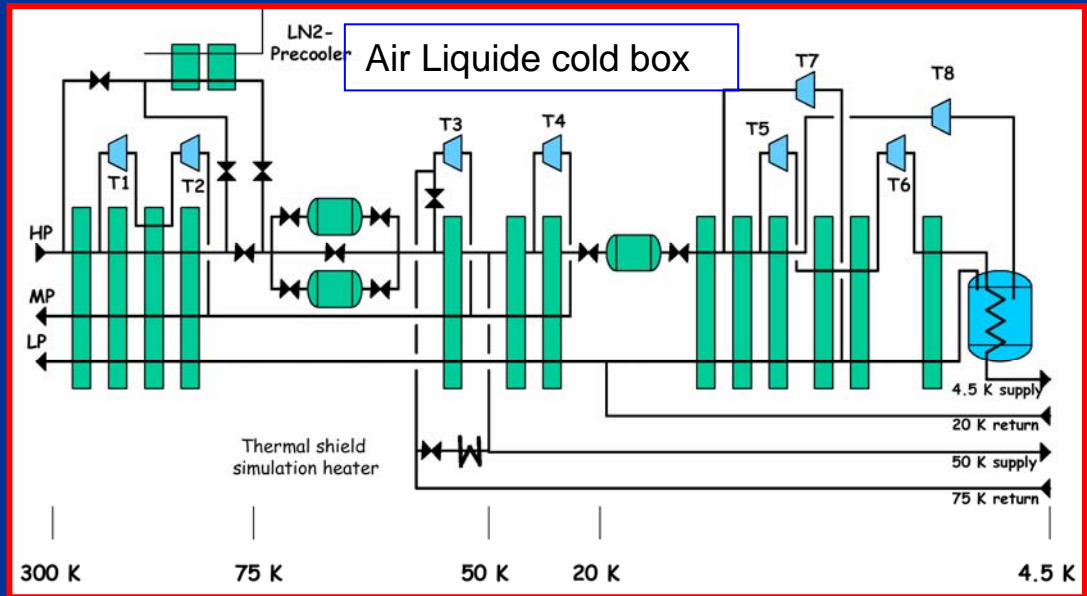 LN2-
Precooler
Air Liquide cold box
T7
T8
T1
T2
T3
T4
T5
T6
HP
MP
LP
4.5 K supply
20 K return
Thermal shield
simulation heater
50 K supply
75 K return
300 K
75 K
50 K
20 K
4.5 K